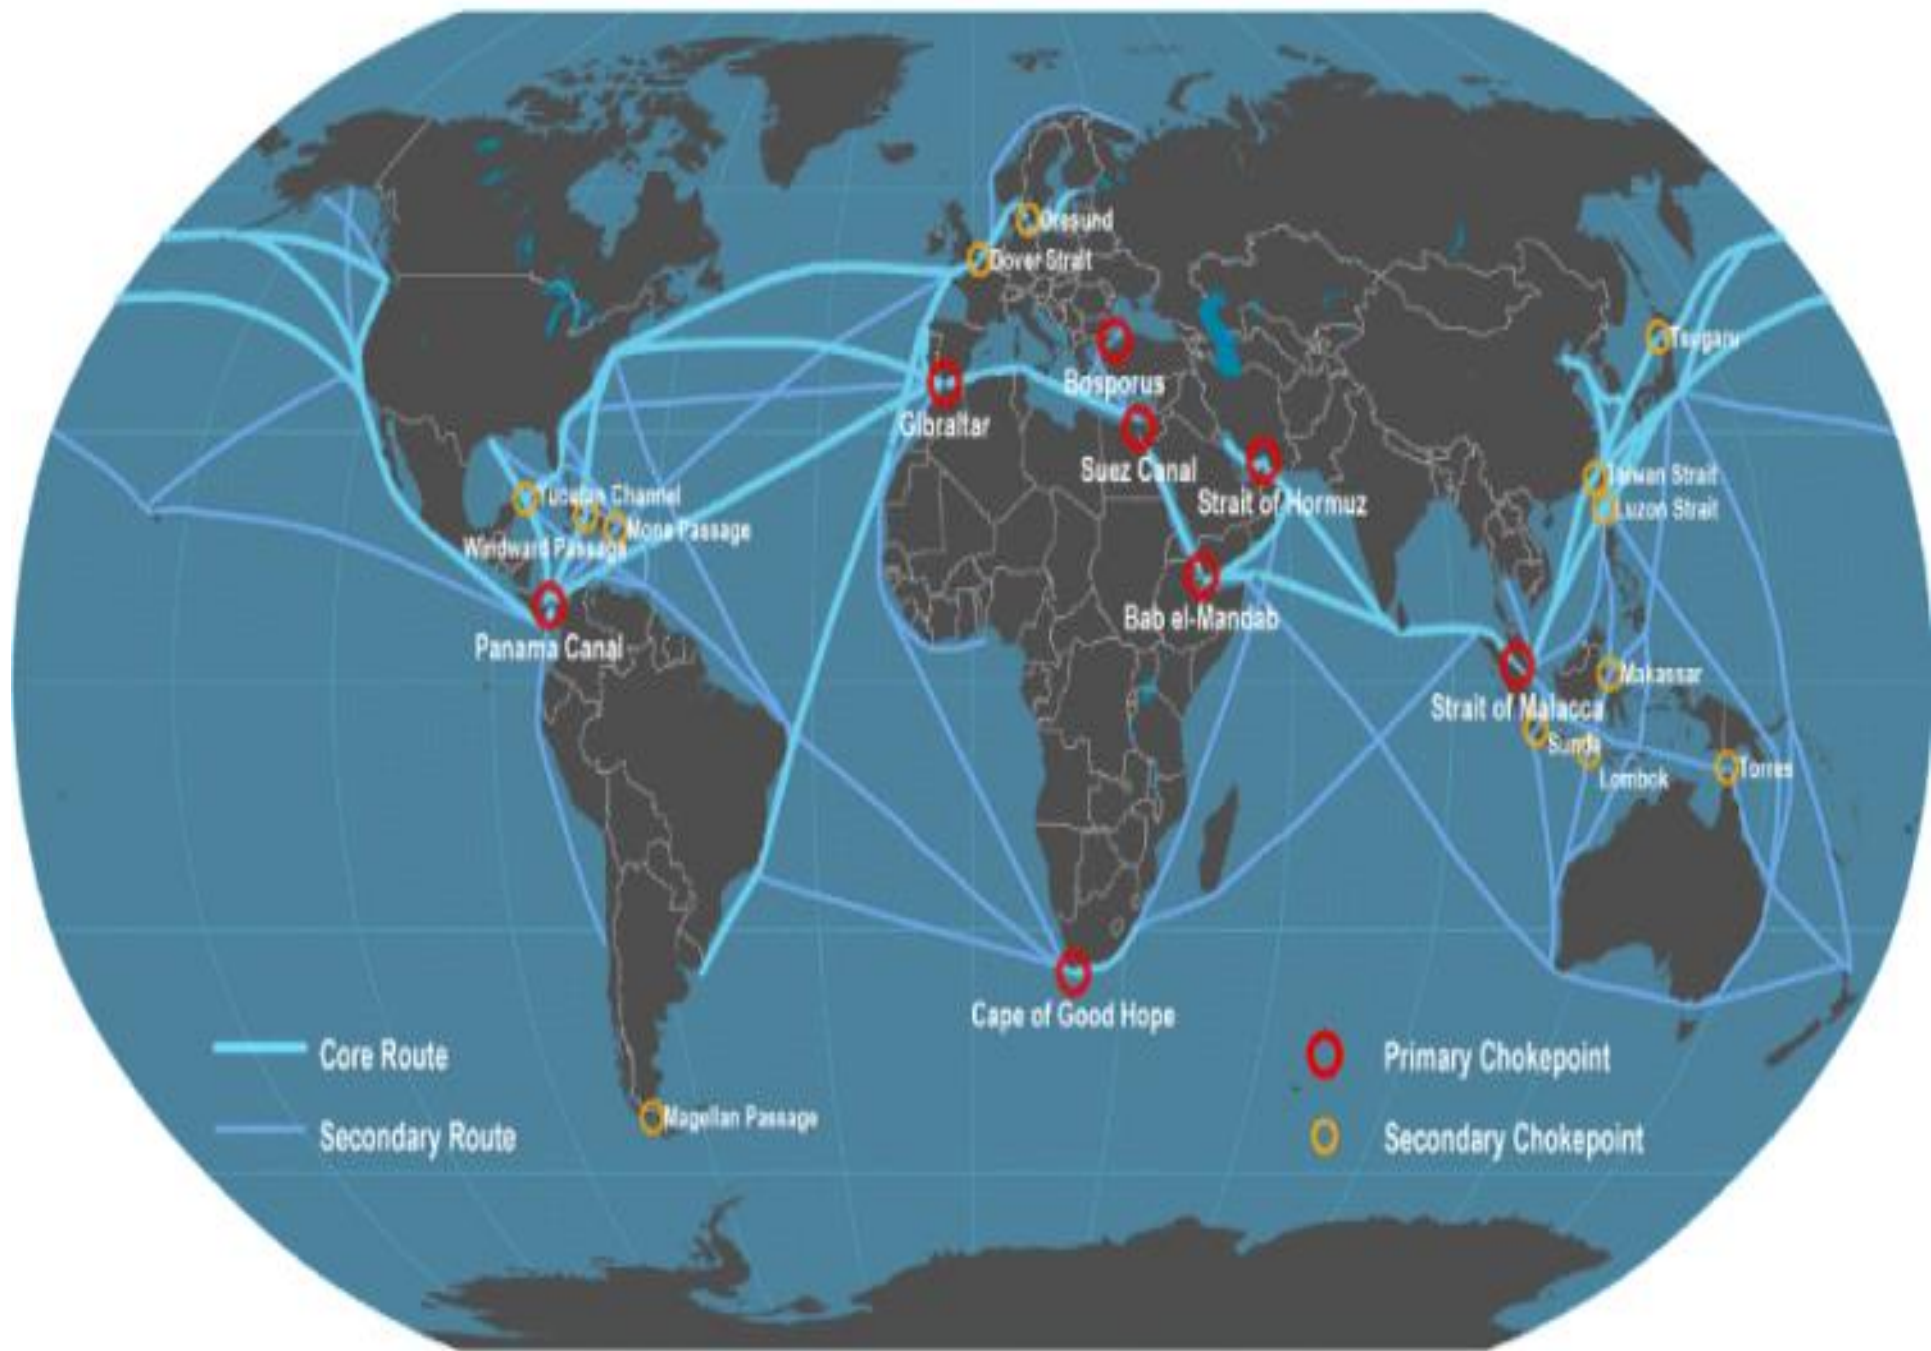 Oresund
Dover Strait
Tsugaru
Bosporus
Gibraltar
Suez Canal
Taiwan Strait
Strait of Hormuz
Luzon Strait
Yucatan Channel
Mona Passage
Windward Passage
Bab el-Mandab
Panama Canal
Makassar
Strait of Malacca
Sunda
Torres
Lombok
Cape of Good Hope
Core Route
Primary Chokepoint
Magellan Passage
Secondary Route
Secondary Chokepoint